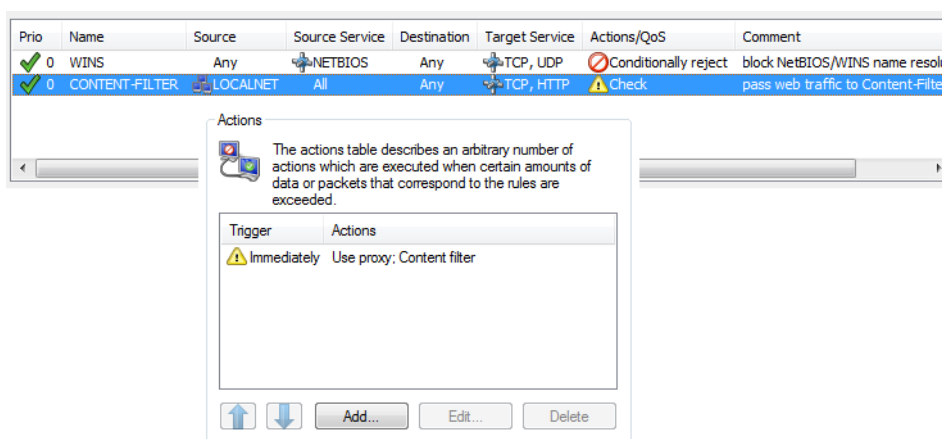 Prio Name Source Source Service Destination Target Service Actions/QoS Comment
0 WINS Any NETBIOS Any TCP, UDP Conditionally reject block NetBIOS/WINS name resol
0 CONTENT-FILTER LOCALNET All Any TCP, HTTP Check pass web traffic to Content-Filte
Actions
The actions table describes an arbitrary number of
actions which are executed when certain amounts of
data or packets that correspond to the rules are
exceeded.
Trigger Actions
Immediately Use proxy; Content filter
Add... Edit... Delete